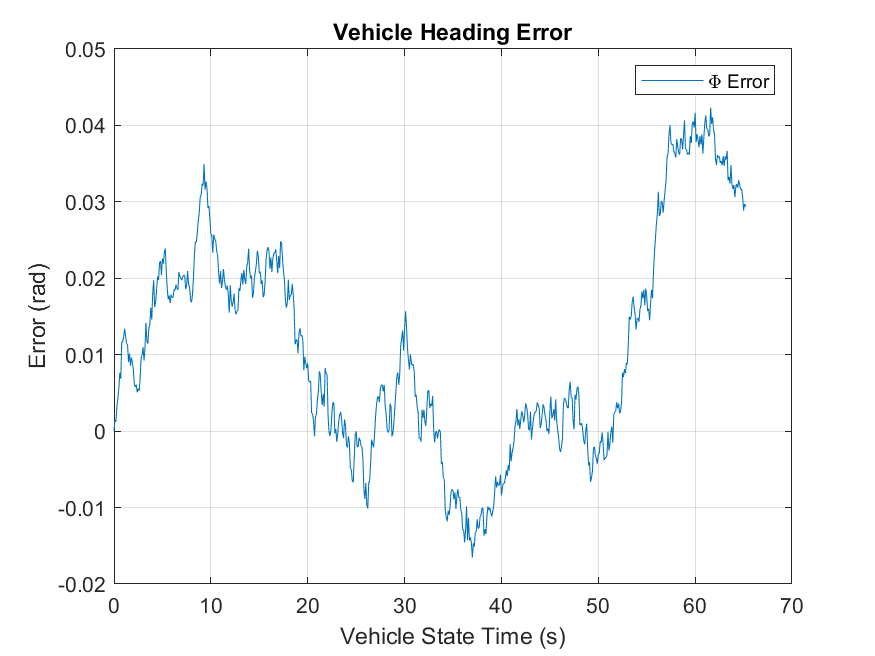 Vehicle Heading Error
0.05
0.04
0.03
0.02
0.01
0
-0.01
-0.02
Error (rad)
Φ Error
0 10 20 30 40 50 60 70
Vehicle State Time (s)